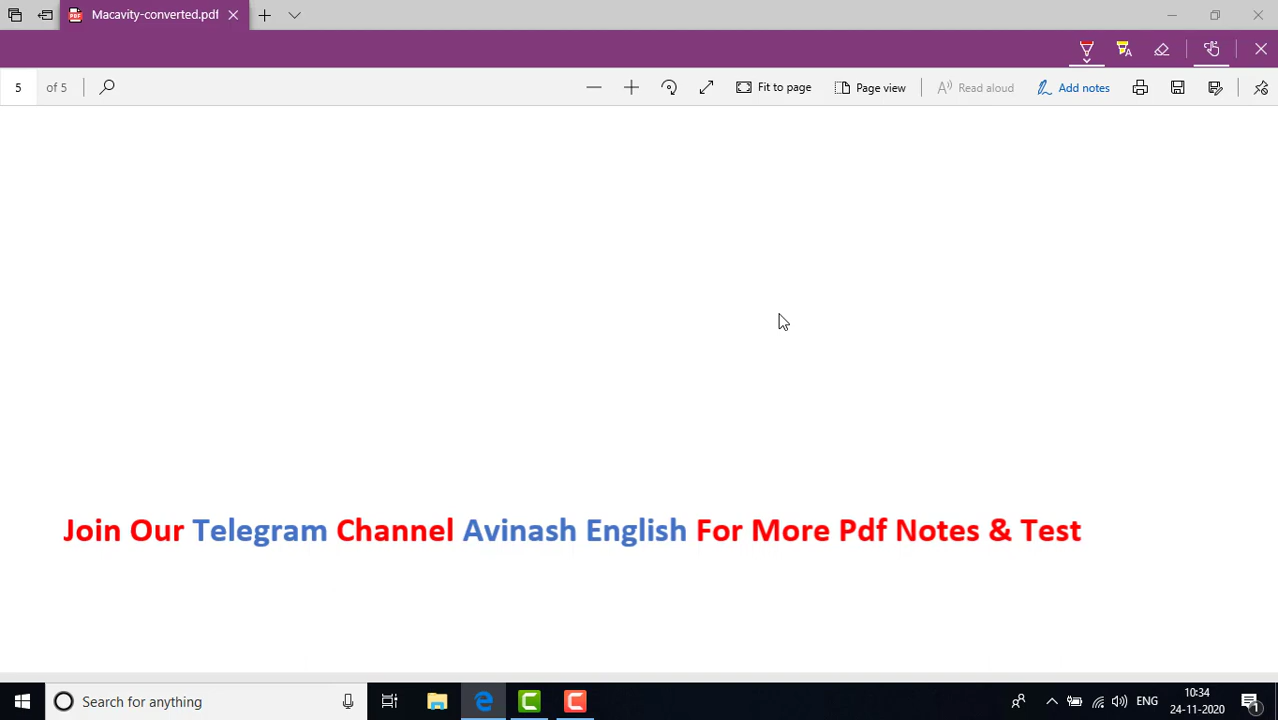 Macavity-converted.pdf
5 of 5
Fit to page
Page view
Read aloud
Add notes
Join Our Telegram Channel Avinash English For More Pdf Notes & Test
Search for anything
ENG
10:34
24-11-2020
1